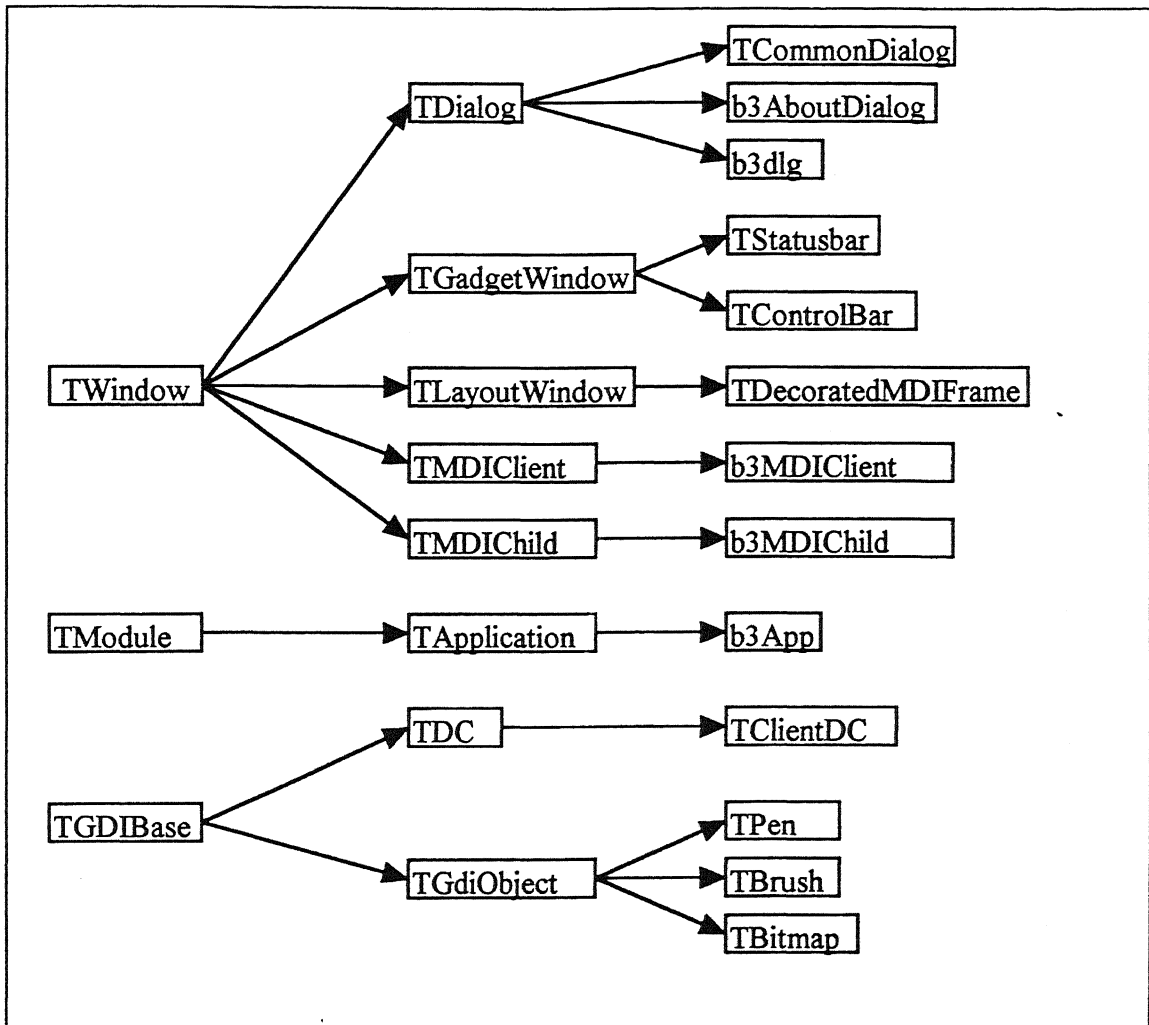 TCommonDialog
TDialog
b3AboutDialog
b3dlg
TStatusbar
TGadgetWindow
TControlBar
TWindow
TLayoutWindow
TDecoratedMDIFrame
TMDIClient
b3MDIClient
TMDIChild
b3MDIChild
TModule
TApplication
b3App
TDC
TClientDC
TGDIBase
TPen
TGdiObject
TBrush
TBitmap